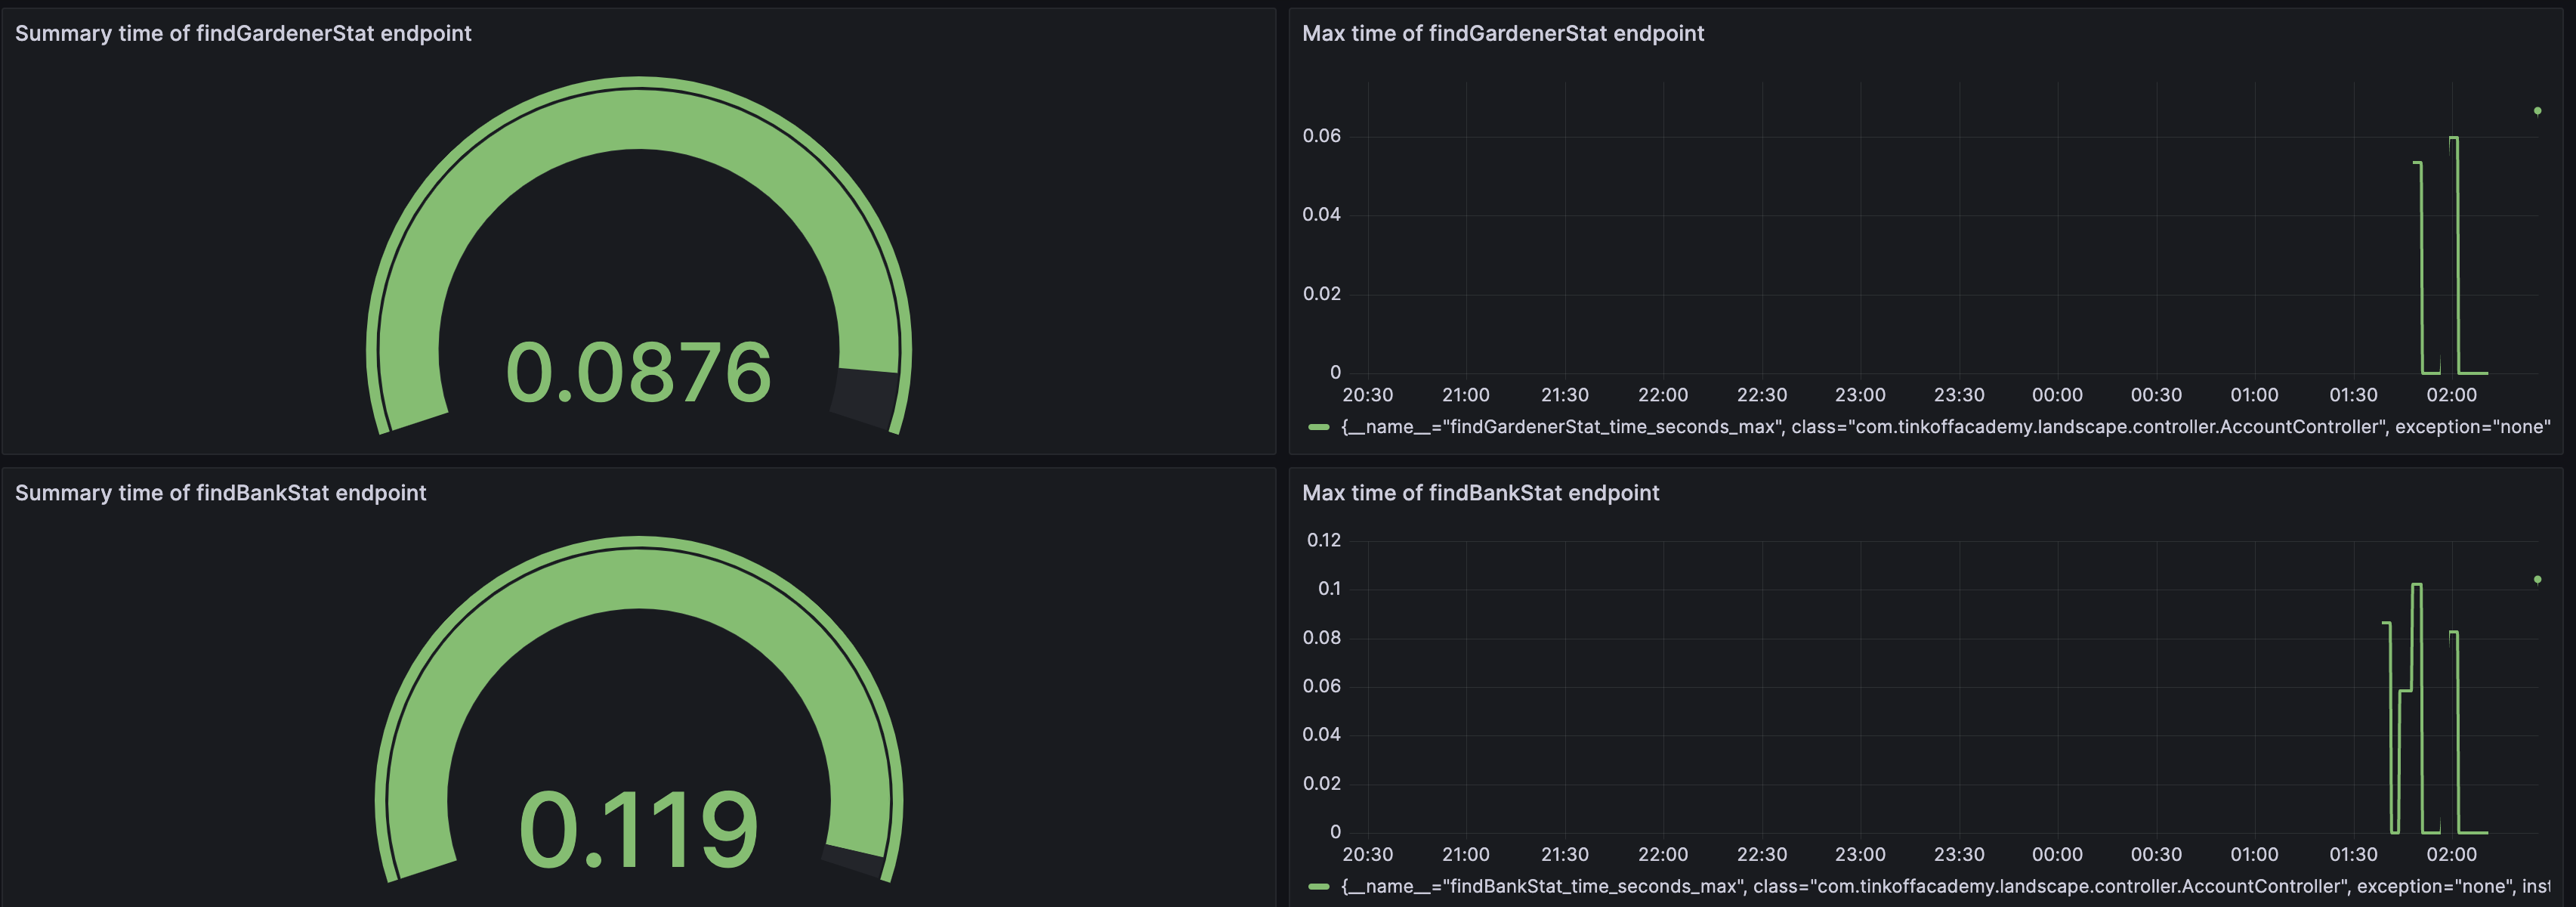 Summary time of findGardenerStat endpoint
0.0876
Max time of findGardenerStat endpoint
0.06
0.04
0.02
0
20:30 21:00 21:30 22:00 22:30 23:00 23:30 00:00 00:30 01:00 01:30 02:00
{__name__="findGardenerStat_time_seconds_max", class="com.tinkoffacademy.landscape.controller.AccountController", exception="none"
Summary time of findBankStat endpoint
0.119
Max time of findBankStat endpoint
0.12
0.1
0.08
0.06
0.04
0.02
0
20:30 21:00 21:30 22:00 22:30 23:00 23:30 00:00 00:30 01:00 01:30 02:00
{__name__="findBankStat_time_seconds_max", class="com.tinkoffacademy.landscape.controller.AccountController", exception="none", inst